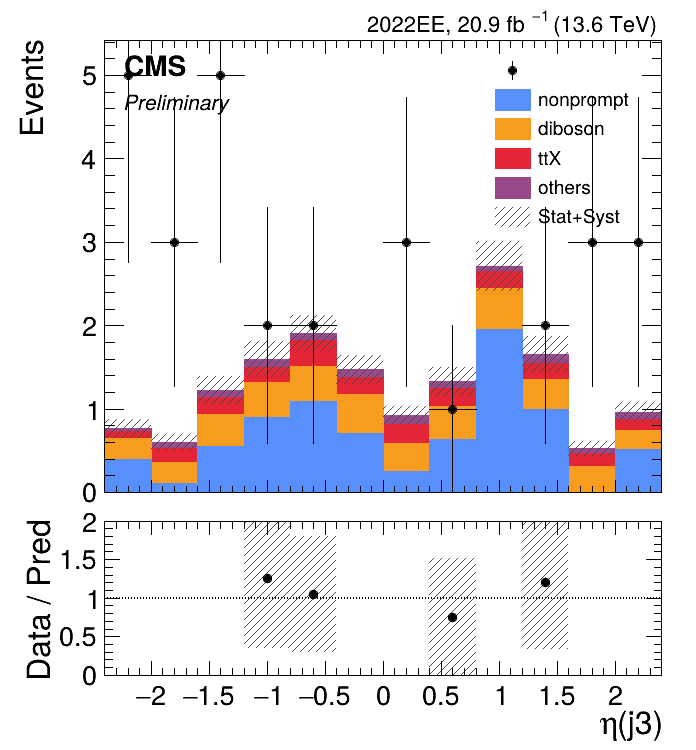 2022EE, 20.9 fb⁻¹ (13.6 TeV)
Events
CMS
Preliminary
nonprompt
diboson
ttX
others
Stat+Syst
5
4
3
2
1
0
Data / Pred
2
1.5
1
0.5
0
−2 −1.5 −1 −0.5 0 0.5 1 1.5 2
η(j3)